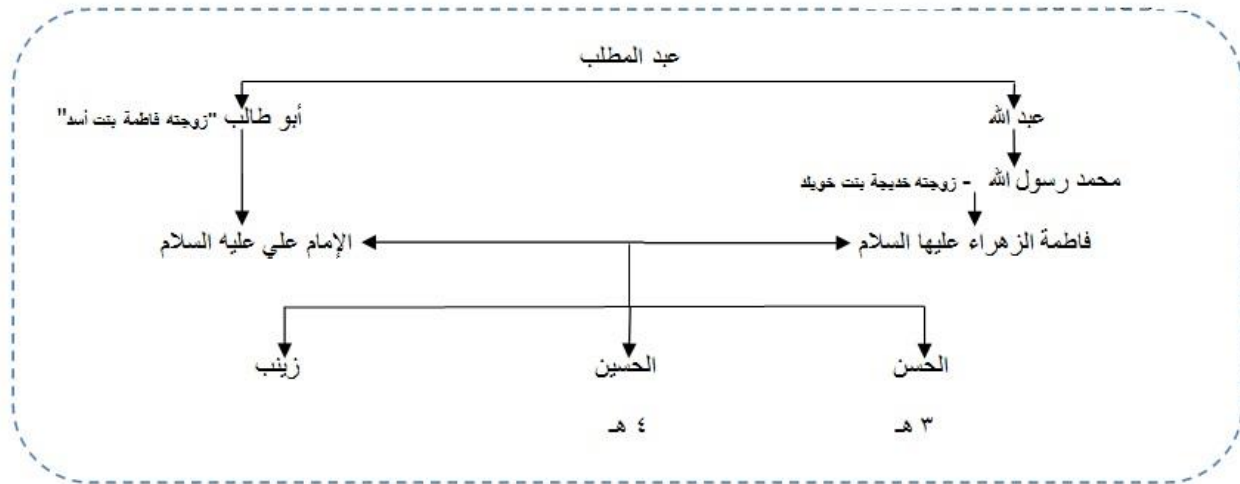 عبد المطلب
عبد الله
أبو طالب "زوجته فاطمة بنت أسد"
محمد رسول الله - زوجته خديجة بنت خويلد
فاطمة الزهراء عليها السلام
الإمام علي عليه السلام
الحسن
الحسين
زينب
٣ هـ
٤ هـ